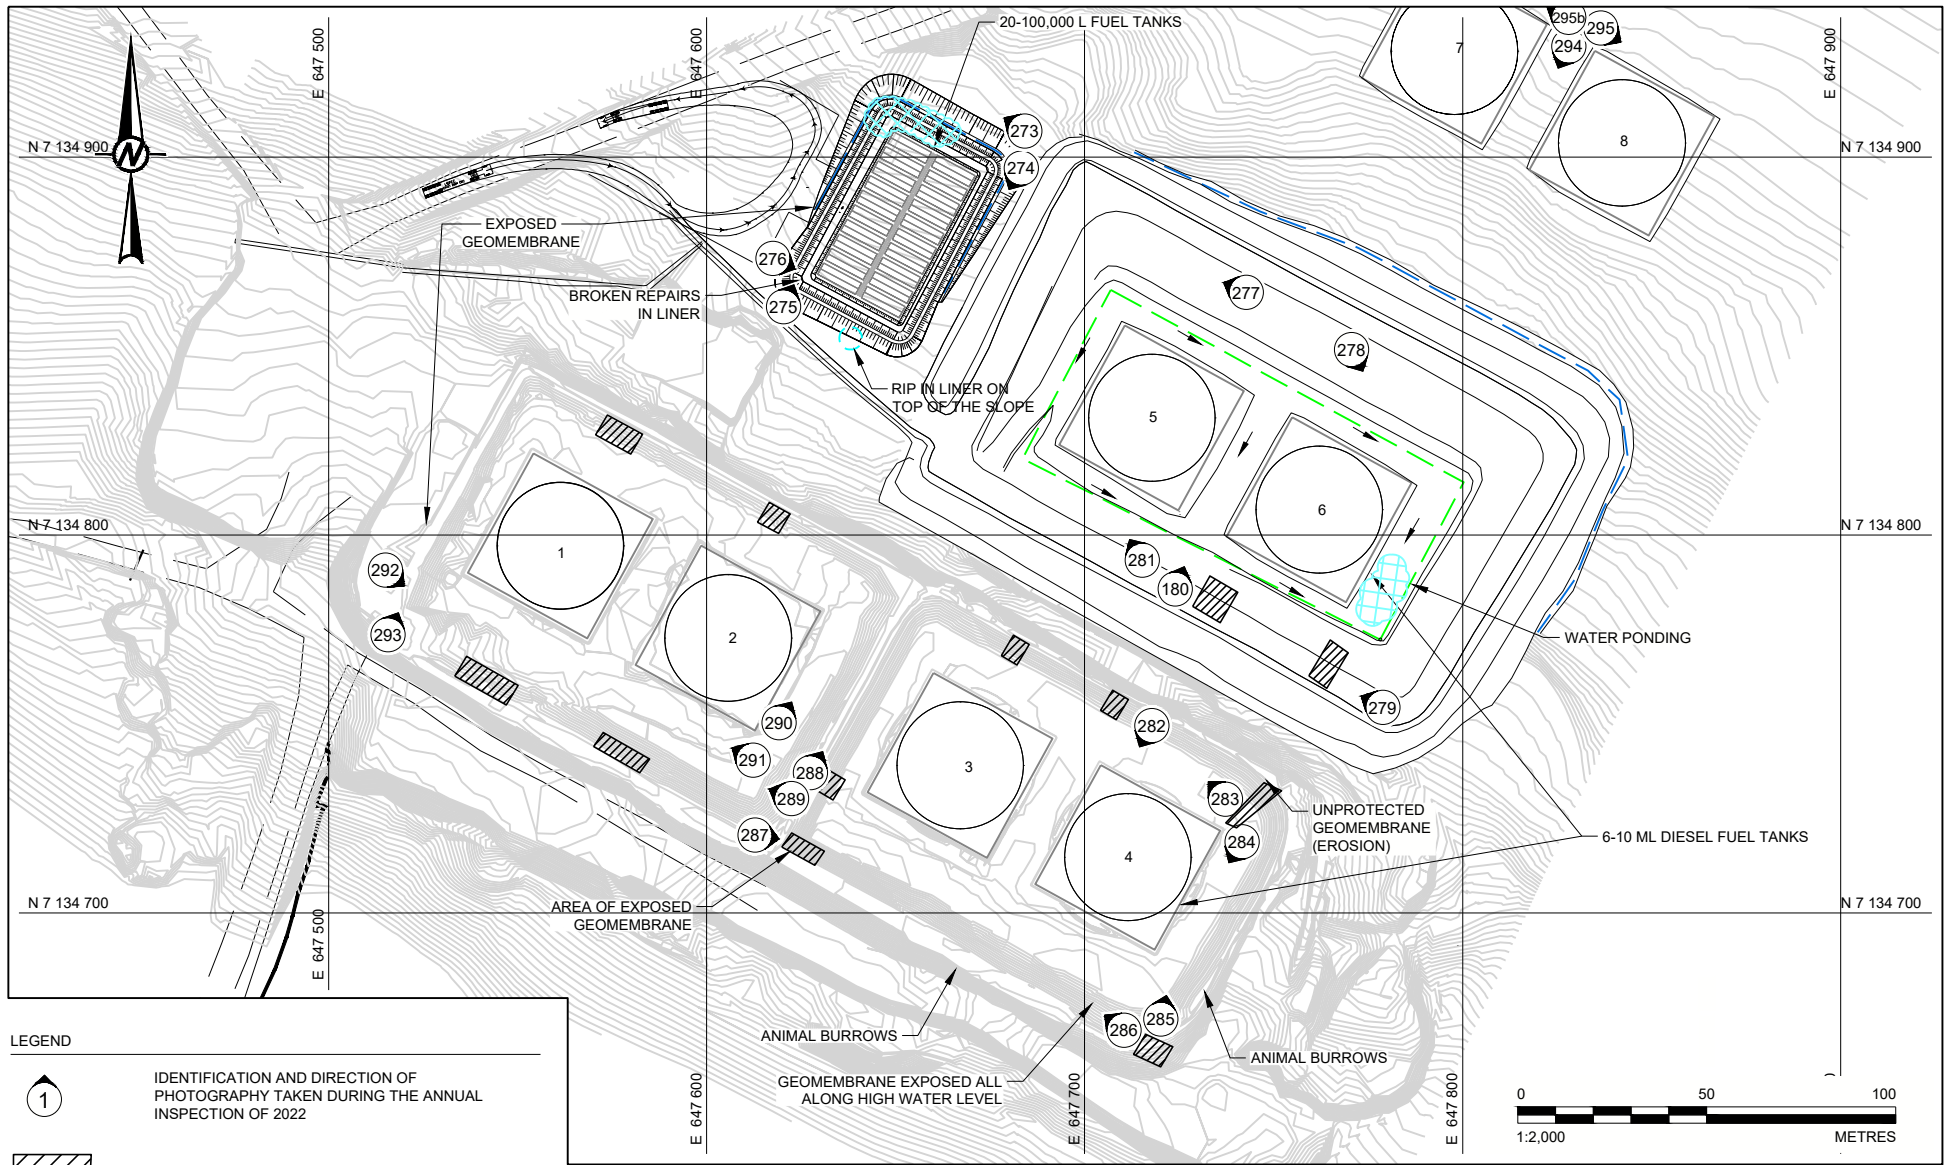 20-100,000 L FUEL TANKS
E 647 500
E 647 600
E 647 900
295b
295
294
7
8
N
N 7 134 900
N 7 134 900
273
274
EXPOSED
GEOMEMBRANE
276
275
BROKEN REPAIRS
IN LINER
277
278
RIP IN LINER ON
TOP OF THE SLOPE
5
6
N 7 134 800
N 7 134 800
1
2
292
293
281
180
WATER PONDING
279
290
291
288
289
287
3
4
282
283
284
UNPROTECTED
GEOMEMBRANE
(EROSION)
6-10 ML DIESEL FUEL TANKS
N 7 134 700
N 7 134 700
AREA OF EXPOSED
GEOMEMBRANE
E 647 500
ANIMAL BURROWS
286
285
ANIMAL BURROWS
GEOMEMBRANE EXPOSED ALL
ALONG HIGH WATER LEVEL
E 647 600
E 647 700
E 647 800
0 50 100
1:2,000 METRES
LEGEND
1
IDENTIFICATION AND DIRECTION OF
PHOTOGRAPHY TAKEN DURING THE ANNUAL
INSPECTION OF 2022